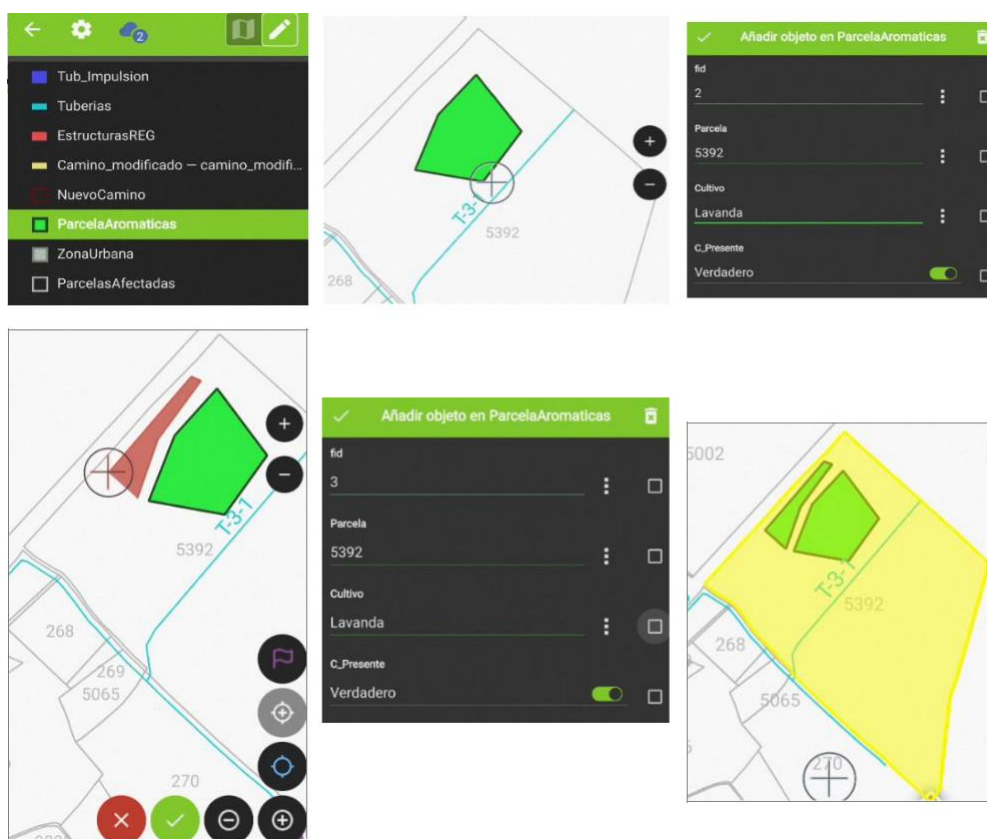 2
Tub_Impulsion
Tuberias
EstructurasREG
Camino_modificado — camino_modifi...
NuevoCamino
ParcelaAromaticas
ZonaUrbana
ParcelasAfectadas
T-3-1
5392
268
Añadir objeto en ParcelaAromaticas
fid
2
Parcela
5392
Cultivo
Lavanda
C_Presente
Verdadero
T-3-1
5392
268
269
5065
270
Añadir objeto en ParcelaAromaticas
fid
3
Parcela
5392
Cultivo
Lavanda
C_Presente
Verdadero
5002
T-3-1
5392
268
5065
270